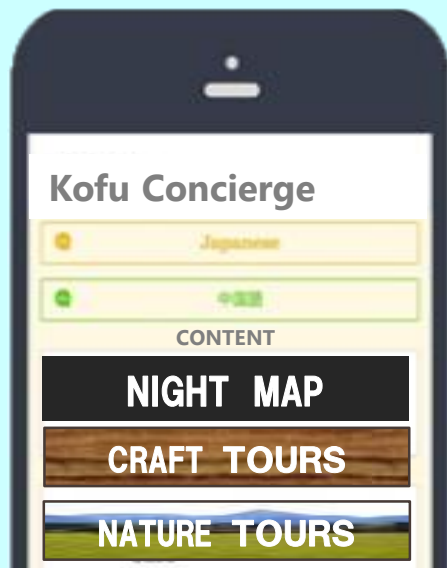 Kofu Concierge
Japanese
中国語
CONTENT
NIGHT MAP
CRAFT TOURS
NATURE TOURS